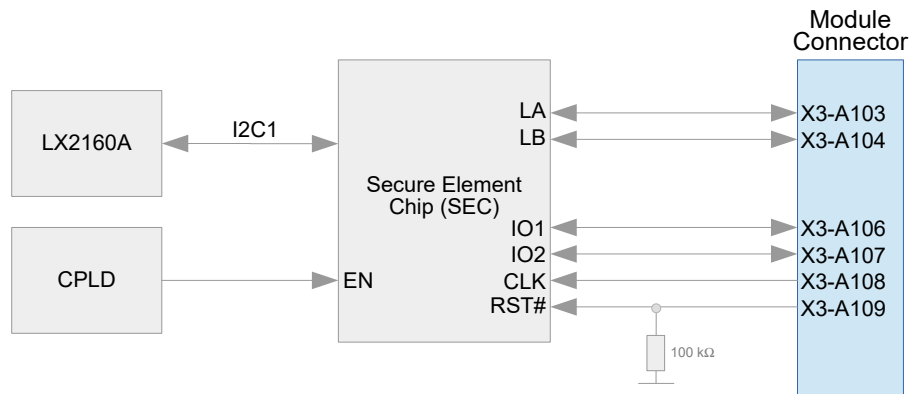 Module
Connector
LX2160A
I2C1
CPLD
Secure Element
Chip (SEC)
EN
LA
LB
IO1
IO2
CLK
RST#
X3-A103
X3-A104
X3-A106
X3-A107
X3-A108
X3-A109
100 kΩ